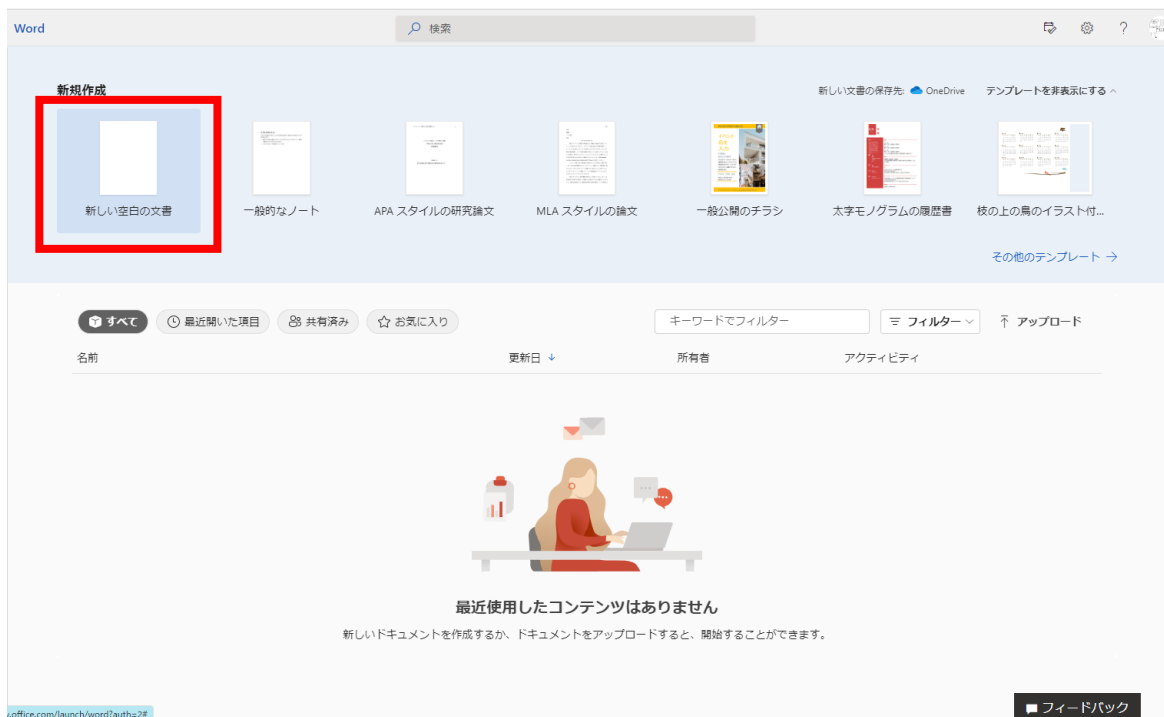 Word
検索
?
新規作成
新しい文書の保存先: OneDrive テンプレートを非表示にする
新しい空白の文書
一般的なノート
APA スタイルの研究論文
MLA スタイルの論文
一般公開のチラシ
太字モノグラムの履歴書
枝の上の鳥のイラスト付...
その他のテンプレート →
すべて 最近開いた項目 共有済み お気に入り
キーワードでフィルター フィルター アップロード
名前 更新日 ↓ 所有者 アクティビティ
最近使用したコンテンツはありません
新しいドキュメントを作成するか、ドキュメントをアップロードすると、開始することができます。
フィードバック
.office.com/launch/word?auth=2#